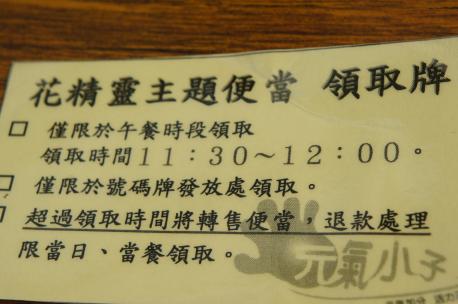 花精靈主題便當 領取牌
□ 僅限於午餐時段領取
領取時間11:30～12:00。
□ 僅限於號碼牌發放處領取。
□ 超過領取時間將轉售便當，退款處理
限當日、當餐領取。
元氣小子